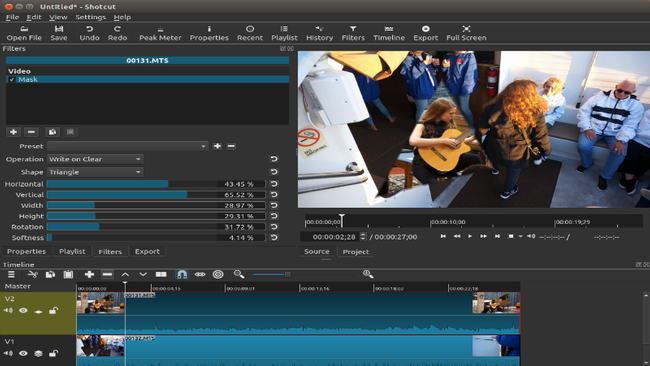 Untitled* - Shotcut
File Edit View Settings Help
Open File Save Undo Redo Peak Meter Properties Recent Playlist History Filters Timeline Export Full Screen
Filters
00131.MTS
Video
Mask
Preset
Operation Write on Clear
Shape Triangle
Horizontal 43.45 %
Vertical 65.52 %
Width 28.97 %
Height 29.31 %
Rotation 31.72 %
Softness 4.14 %
NO SMOKING
00:00:00;00 00:00:10;00 00:00:19;29
00:00:02;28 / 00:00:27;00 --:--:--;-- / --:--:--;--
Properties Playlist Filters Export
Source Project
Timeline
Master
00:00:00;00 00:00:04;15 00:00:09;01 00:00:13;16 00:00:18;02 00:00:22;18
V2
00131.MTS
V1